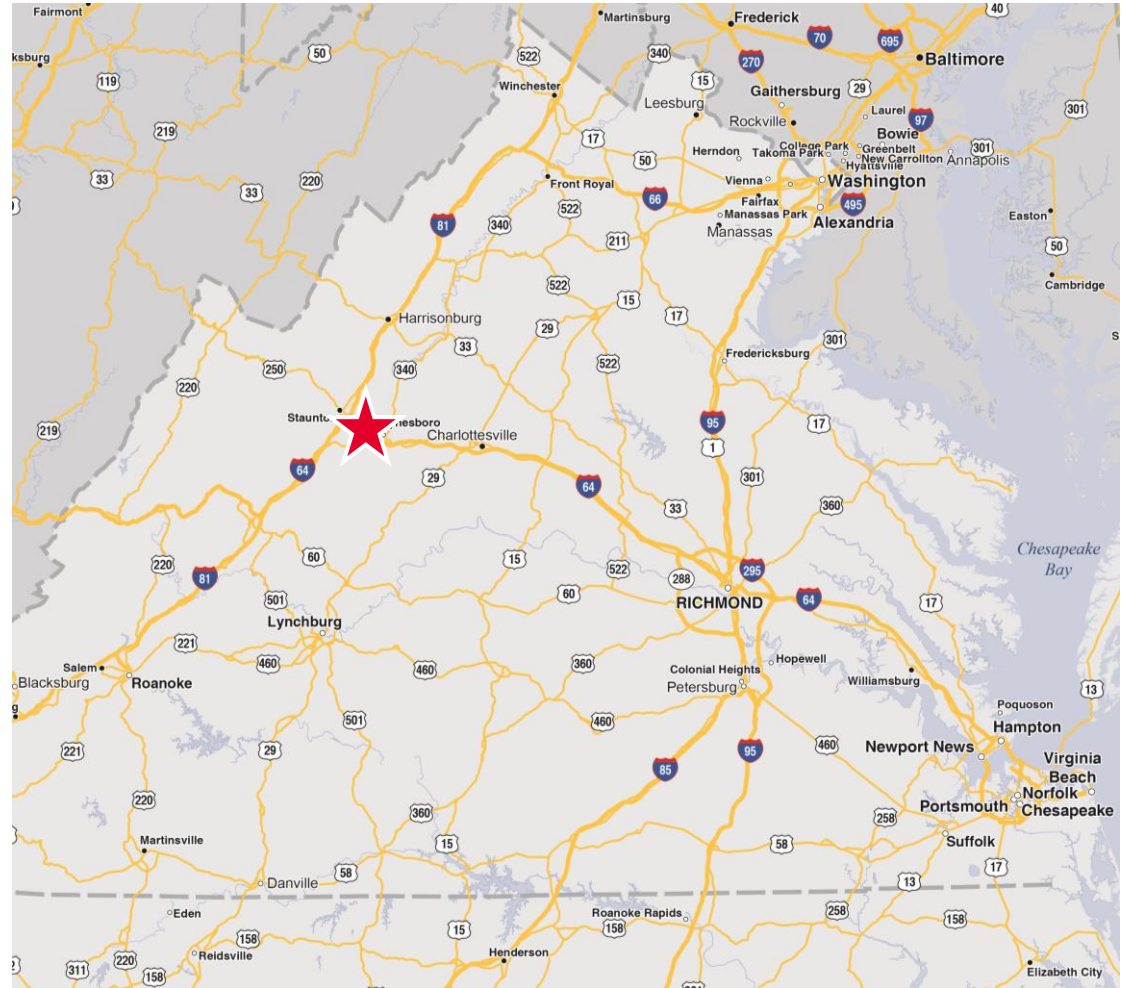 Fairmont
Martinsburg
Frederick
40
70
695
ksburg
50
522
340
270
Baltimore
119
Winchester
15
Gaithersburg
29
Leesburg
Laurel
301
219
17
Rockville
97
Bowie
College Park
Greenbelt
Herndon
Takoma Park
New Carrollton
Annapolis
301
50
Hyattsville
33
220
Vienna
Washington
33
Front Royal
66
Fairfax
495
522
Manassas Park
Easton
340
81
Manassas
Alexandria
211
50
522
Cambridge
15
17
Harrisonburg
29
33
301
S
Fredericksburg
250
340
522
220
Staunto
nesboro
95
17
219
Charlottesville
1
64
29
301
64
360
33
60
15
Chesapeake
Bay
220
522
295
81
288
501
60
RICHMOND
64
17
Lynchburg
221
460
460
360
Hopewell
Salem
Colonial Heights
Williamsburg
Blacksburg
Roanoke
Petersburg
13
g
Poquoson
501
460
Hampton
221
29
95
460
Newport News
Virginia
Beach
85
220
Norfolk
Portsmouth
Chesapeake
360
258
Martinsville
15
58
Suffolk
58
17
Danville
13
Eden
Roanoke Rapids
258
158
15
158
158
Reidsville
Henderson
311
220
158
Elizabeth City